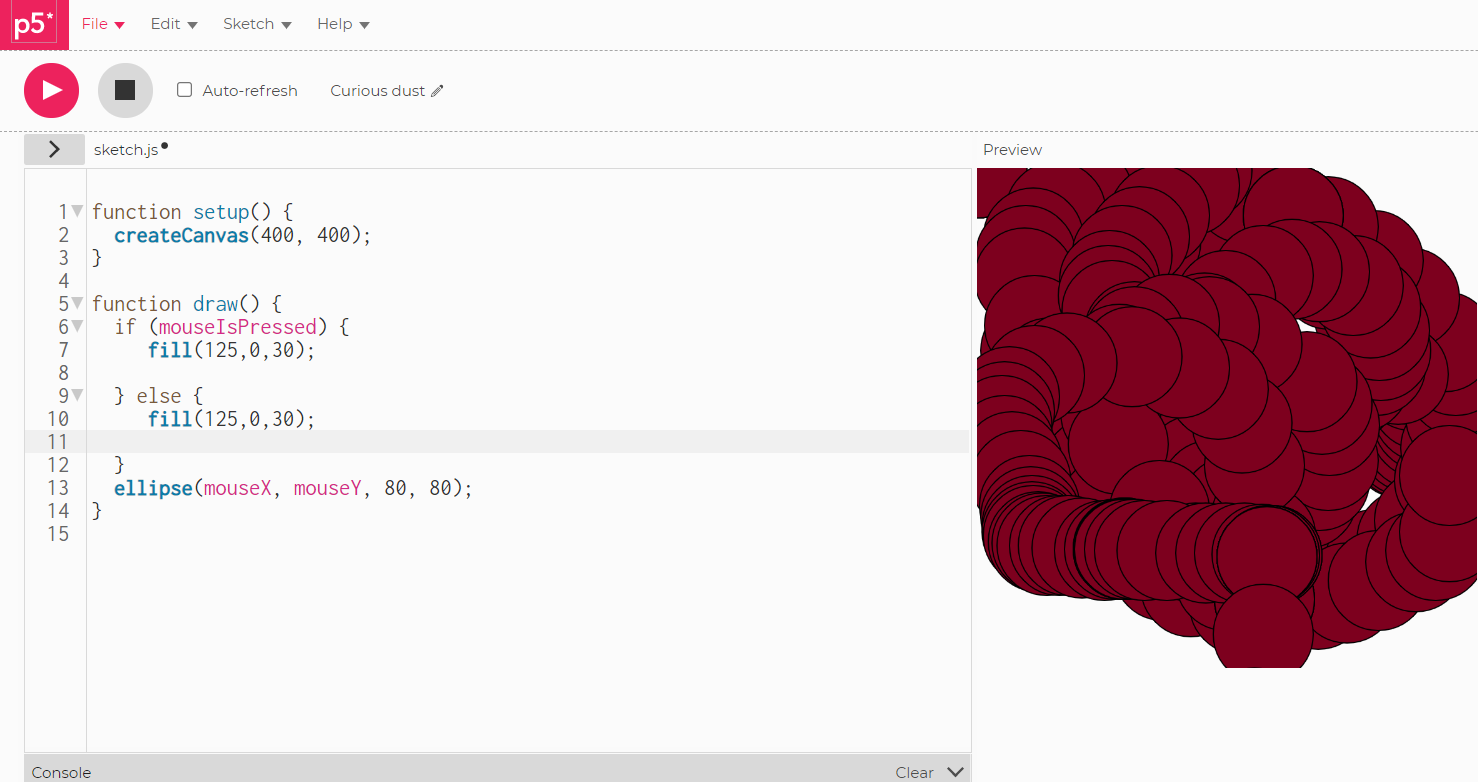 p5* File Edit Sketch Help
Auto-refresh Curious dust
sketch.js Preview
1 function setup() {
2 createCanvas(400, 400);
3 }
4
5 function draw() {
6 if (mouseIsPressed) {
7 fill(125,0,30);
8
9 } else {
10 fill(125,0,30);
11
12 }
13 ellipse(mouseX, mouseY, 80, 80);
14 }
15
Console Clear